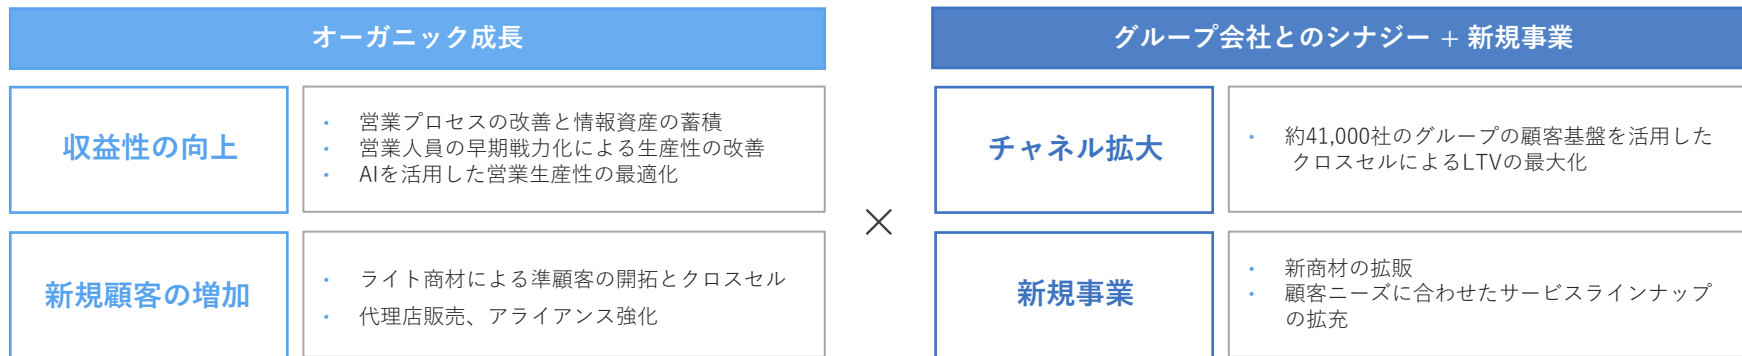 オーガニック成長
収益性の向上
・ 営業プロセスの改善と情報資産の蓄積
・ 営業人員の早期戦力化による生産性の改善
・ AIを活用した営業生産性の最適化
新規顧客の増加
・ ライト商材による準顧客の開拓とクロスセル
・ 代理店販売、アライアンス強化
×
グループ会社とのシナジー + 新規事業
チャネル拡大
・ 約41,000社のグループの顧客基盤を活用した
クロスセルによるLTVの最大化
新規事業
・ 新商材の拡販
・ 顧客ニーズに合わせたサービスラインナップ
の拡充